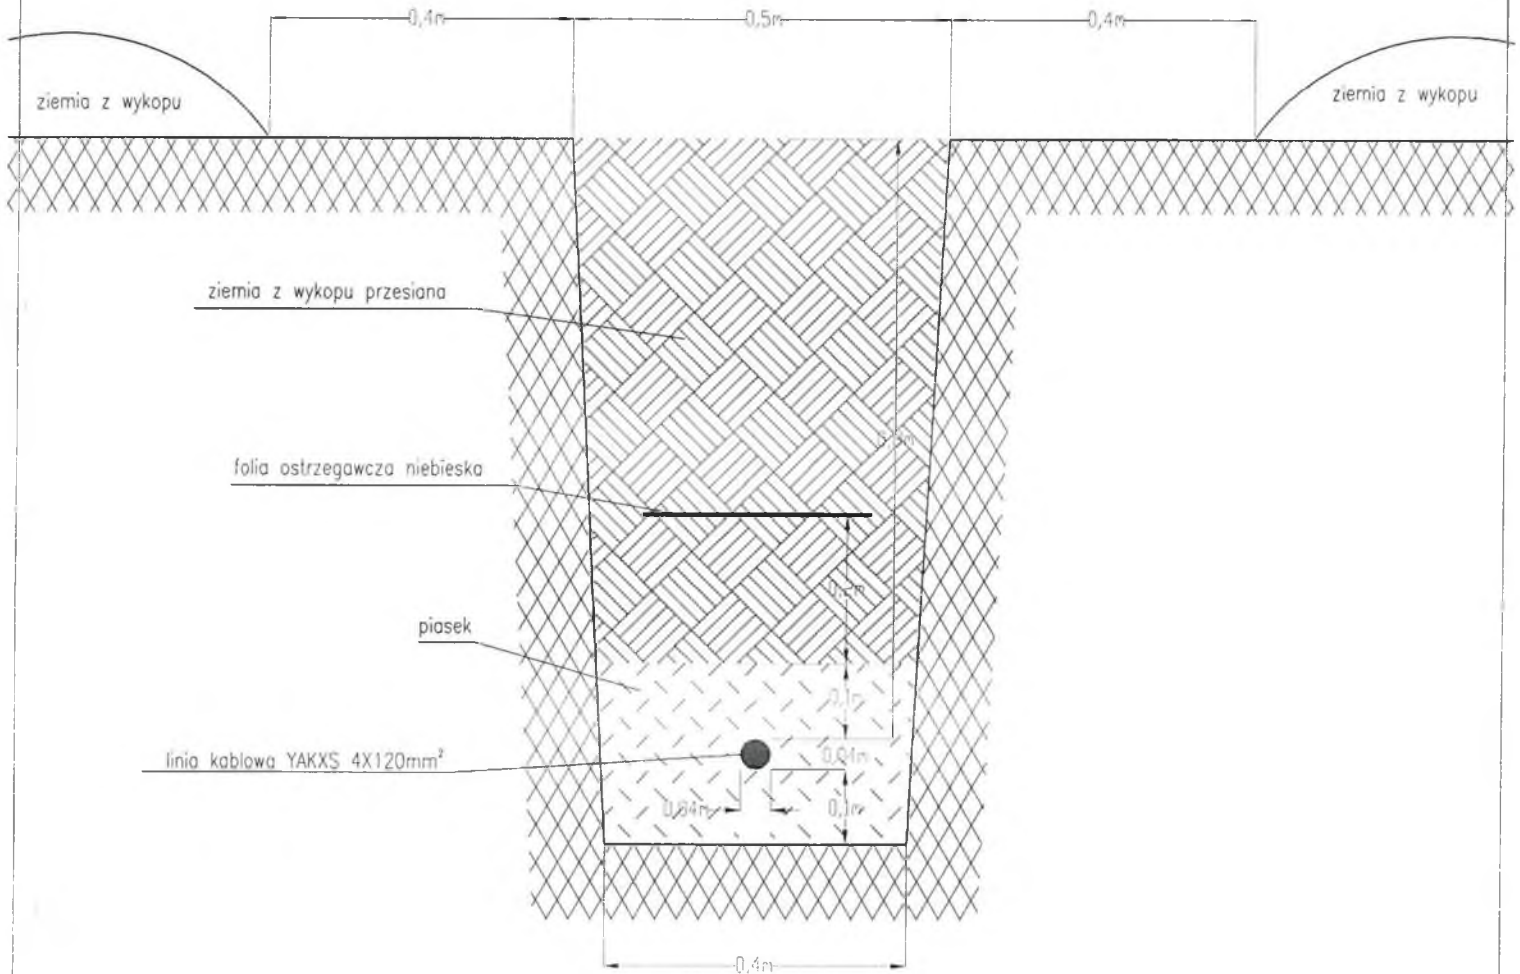 0,4m 0,5m 0,4m
ziemia z wykopu
ziemia z wykopu
ziemia z wykopu przesiana
folia ostrzegawcza niebieska
0,2m
piasek
0,1m
linia kablowa YAKXS 4X120mm²
0,04m
0,04m
0,1m
0,4m